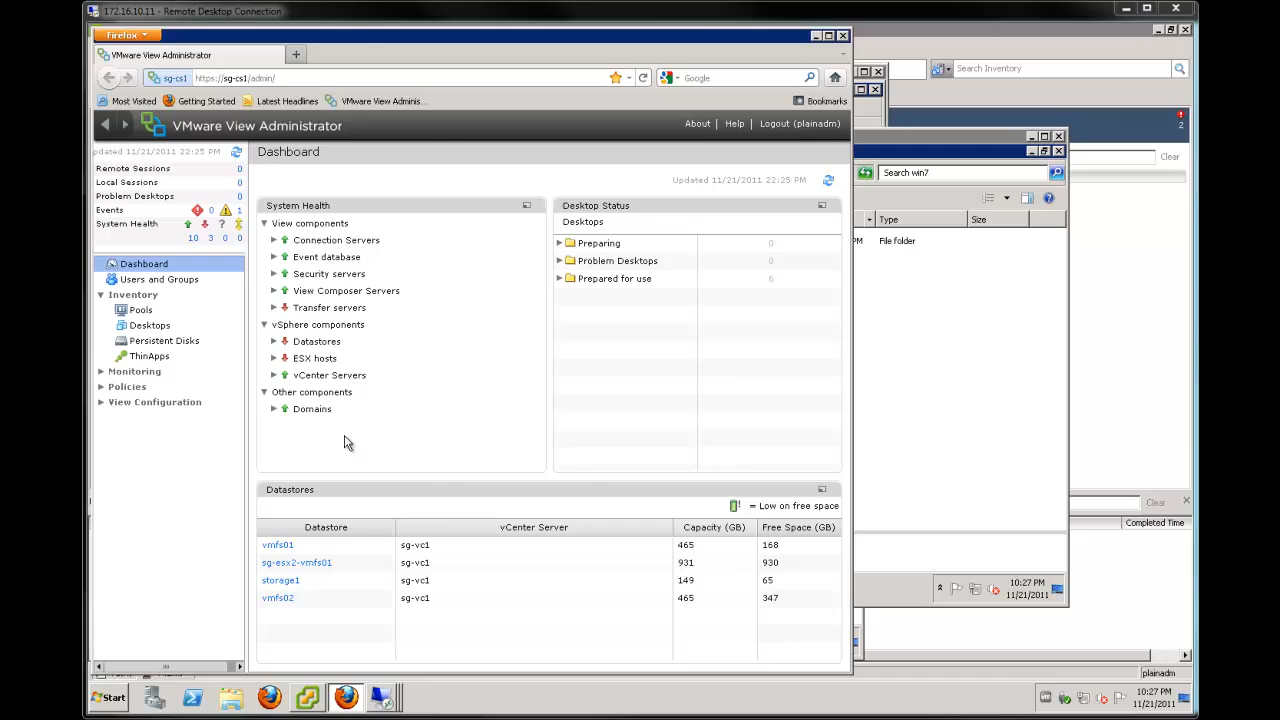 172.16.10.11 - Remote Desktop Connection
Firefox
VMware View Administrator
sg-cs1 https://sg-cs1/admin/
Google
Search Inventory
Most Visited Getting Started Latest Headlines VMware View Adminis... Bookmarks
VMware View Administrator
About | Help | Logout (plainadm)
2
pdated 11/21/2011 22:25 PM
Dashboard
Clear
Remote Sessions 0
Local Sessions 0
Problem Desktops 0
Events 0 1
System Health ?
10 3 0 0
Updated 11/21/2011 22:25 PM
Search win7
System Health
Desktop Status
Type Size
View components
Desktops
Connection Servers
Preparing 0
PM File folder
Event database
Problem Desktops 0
Security servers
Prepared for use 6
View Composer Servers
Transfer servers
vSphere components
Datastores
ESX hosts
vCenter Servers
Other components
Domains
Dashboard
Users and Groups
Inventory
Pools
Desktops
Persistent Disks
ThinApps
Monitoring
Policies
View Configuration
Datastores
= Low on free space
Clear
Datastore vCenter Server Capacity (GB) Free Space (GB)
Completed Time
vmfs01 sg-vc1 465 168
sg-esx2-vmfs01 sg-vc1 931 930
storage1 sg-vc1 149 65
vmfs02 sg-vc1 465 347
10:27 PM
11/21/2011
plainadm
Start
10:27 PM
11/21/2011